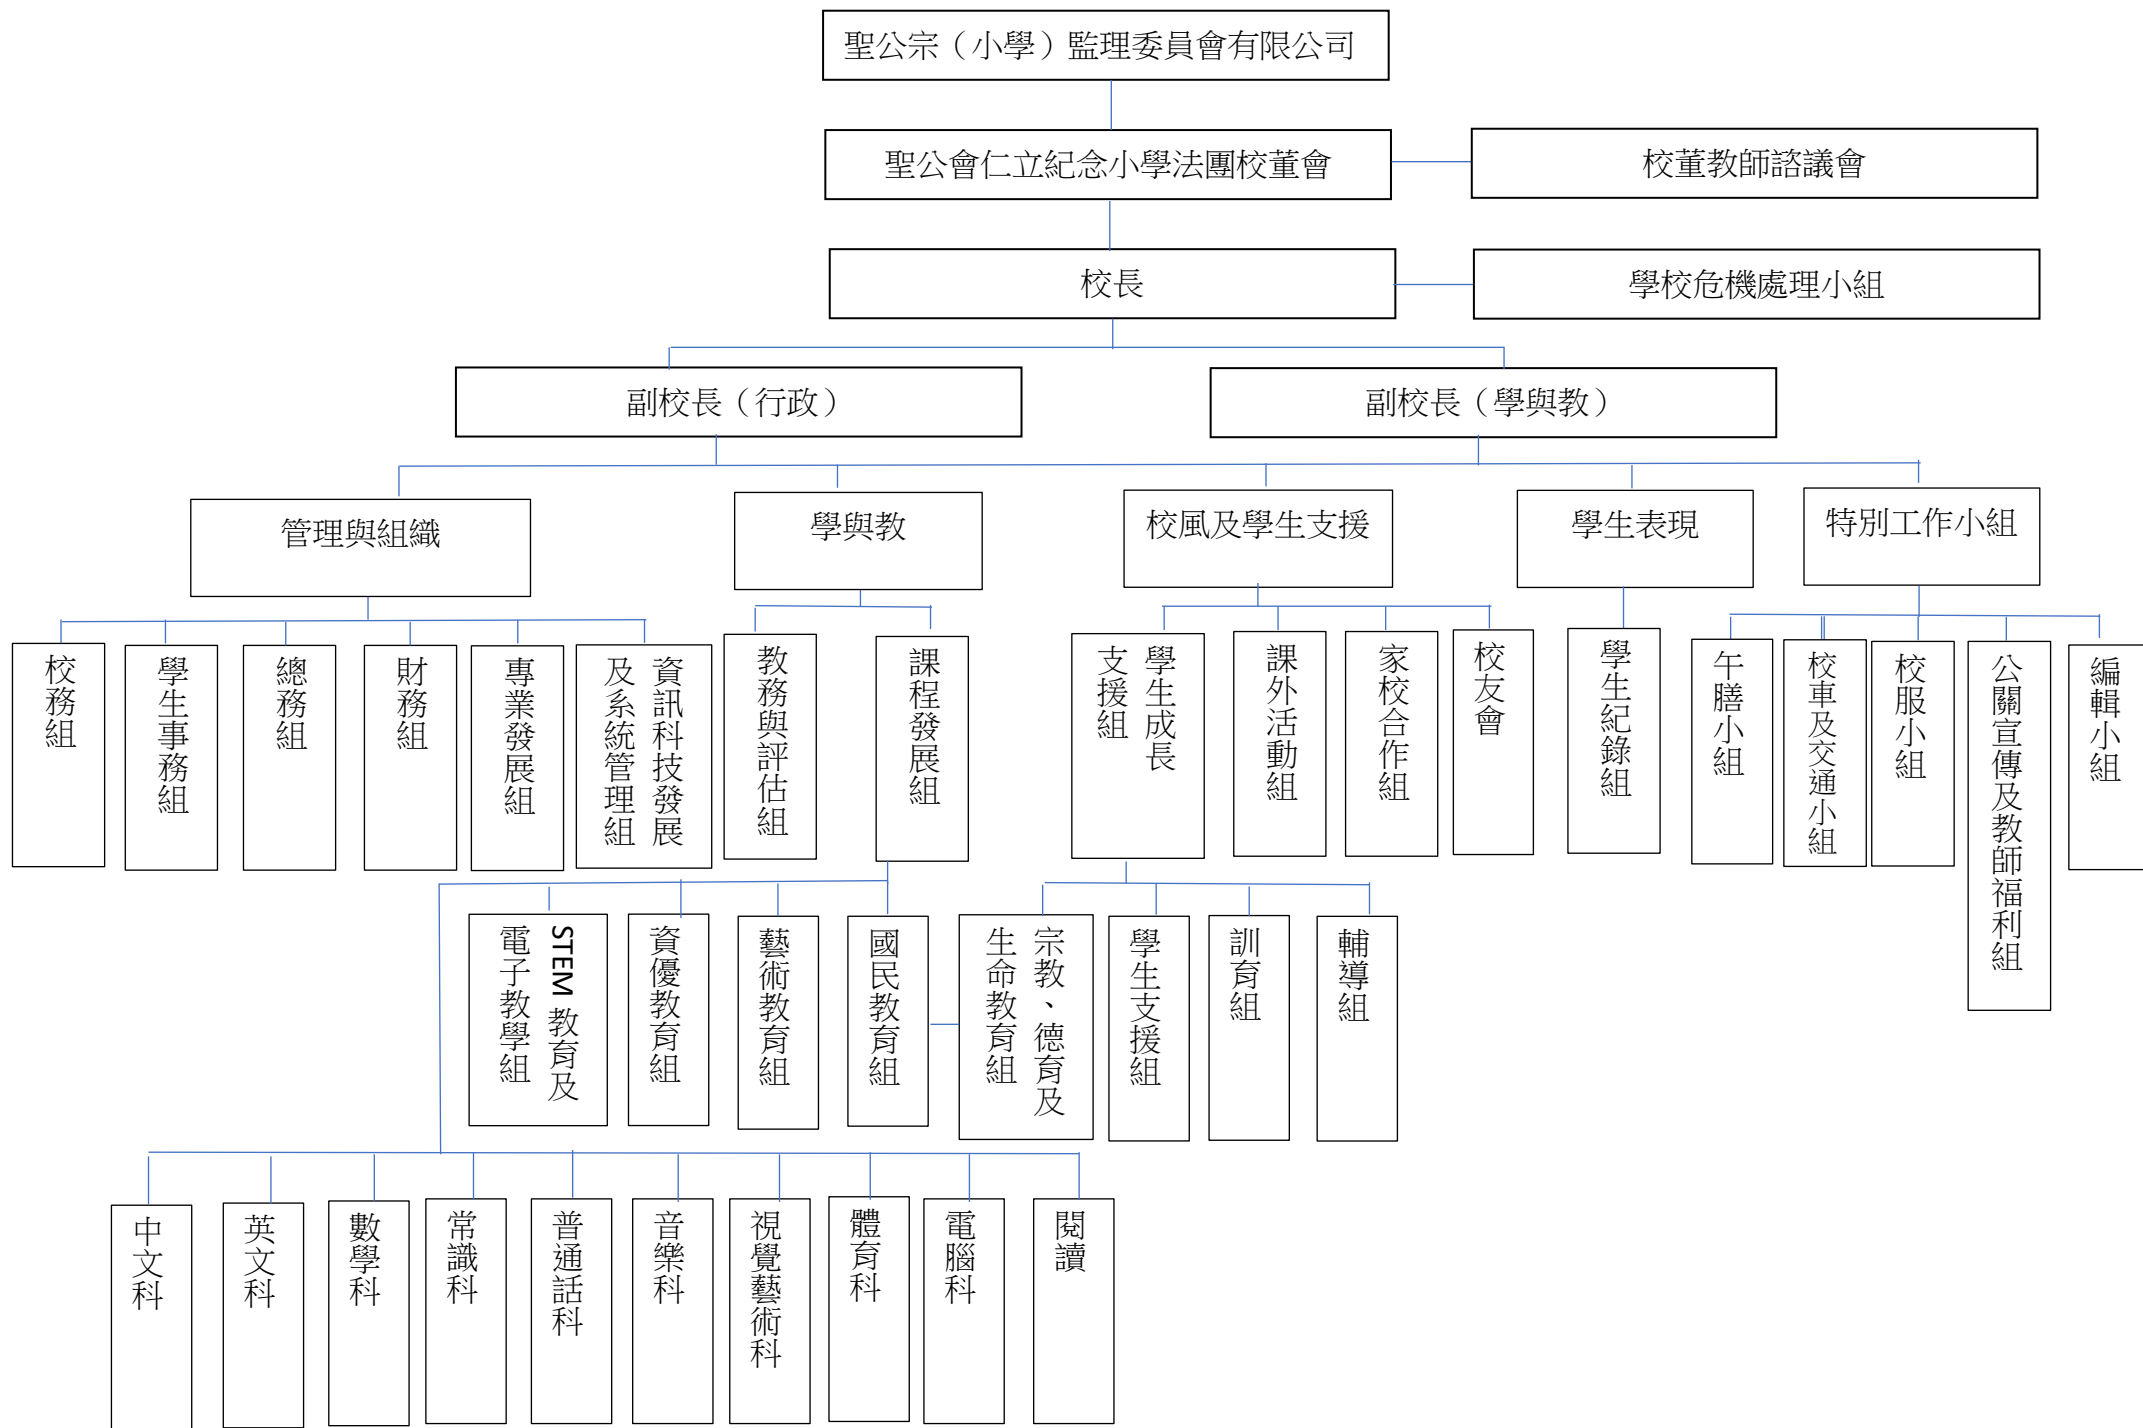 聖公宗（小學）監理委員會有限公司
聖公會仁立紀念小學法團校董會
校董教師諮議會
校長
學校危機處理小組
副校長（行政）
副校長（學與教）
管理與組織
學與教
校風及學生支援
學生表現
特別工作小組
校務組
學生事務組
總務組
財務組
專業發展組
資訊科技發展
及系統管理組
教務與評估組
課程發展組
學生成長
支援組
課外活動組
家校合作組
校友會
學生紀錄組
午膳小組
校車及交通小組
校服小組
公關宣傳及教師福利組
編輯小組
STEM 教育及
電子教學組
資優教育組
藝術教育組
國民教育組
宗教、德育及
生命教育組
學生支援組
訓育組
輔導組
中文科
英文科
數學科
常識科
普通話科
音樂科
視覺藝術科
體育科
電腦科
閱讀